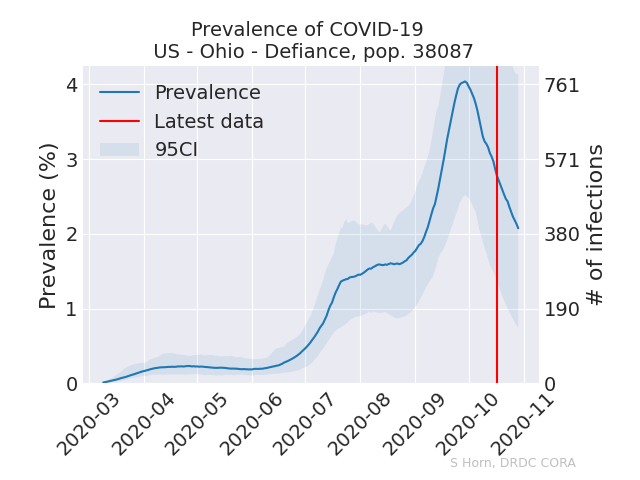 Prevalence of COVID-19
US - Ohio - Defiance, pop. 38087
Prevalence
Latest data
95CI
Prevalence (%)
4
3
2
1
0
761
571
380
190
0
# of infections
2020-03
2020-04
2020-05
2020-06
2020-07
2020-08
2020-09
2020-10
2020-11
S Horn, DRDC CORA